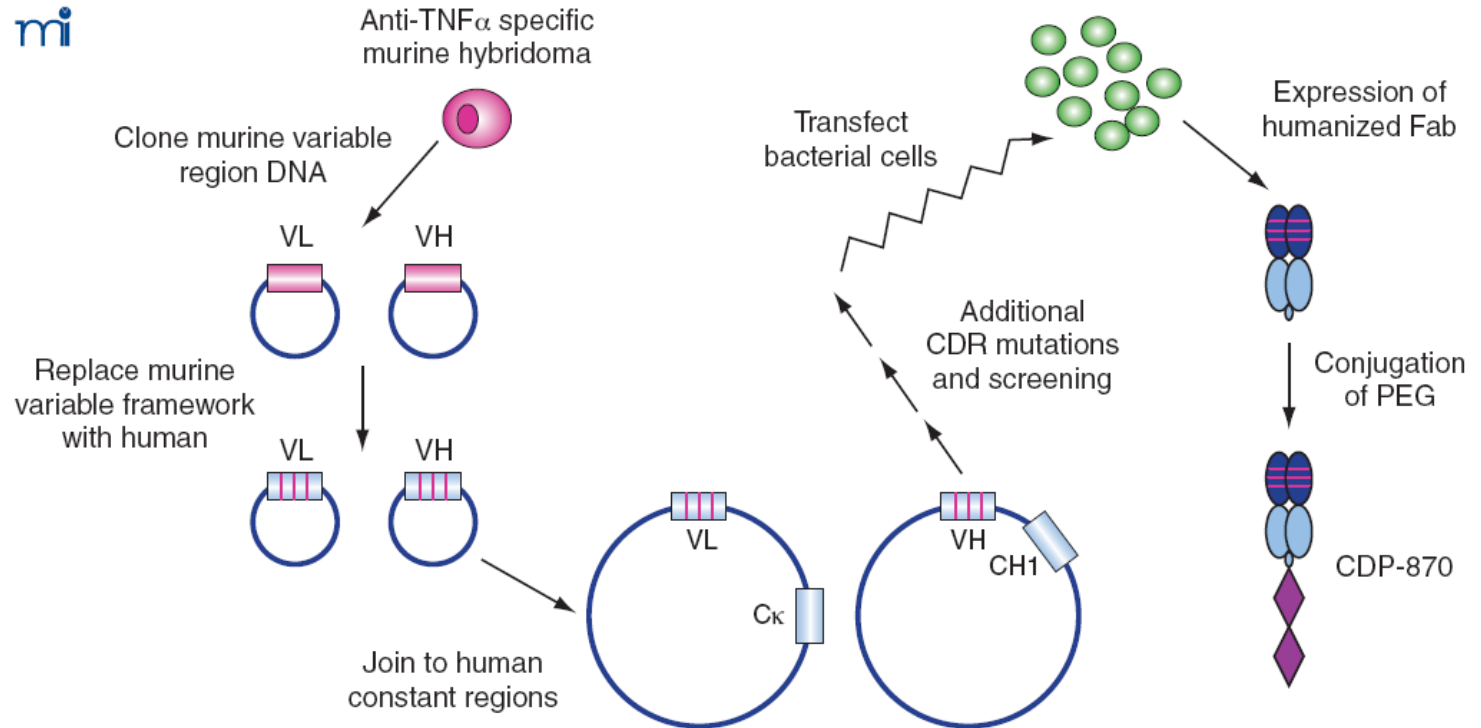 mi
Anti-TNFα specific
murine hybridoma
Clone murine variable
region DNA
VL
VH
Replace murine
variable framework
with human
VL
VH
Join to human
constant regions
VL
Cκ
VH
CH1
Additional
CDR mutations
and screening
Transfect
bacterial cells
Expression of
humanized Fab
Conjugation
of PEG
CDP-870